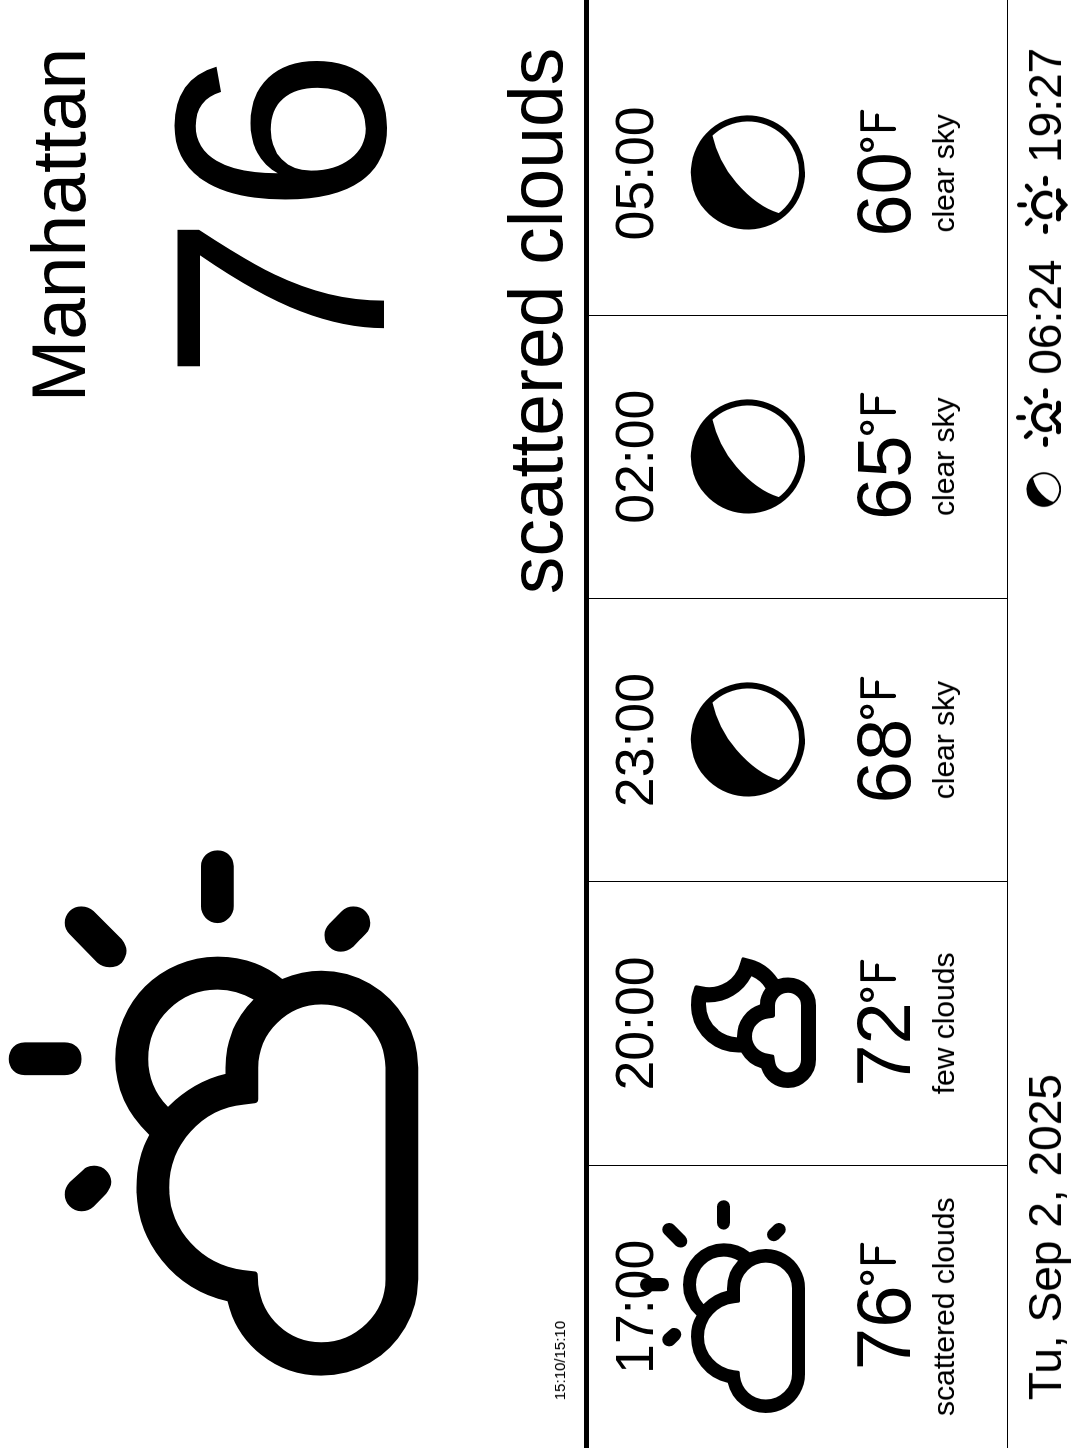 Manhattan
76
scattered clouds
15:10/15:10
17:00 20:00 23:00 02:00 05:00
76°F 72°F 68°F 65°F 60°F
scattered clouds few clouds clear sky clear sky clear sky
Tu, Sep 2, 2025 06:24 19:27